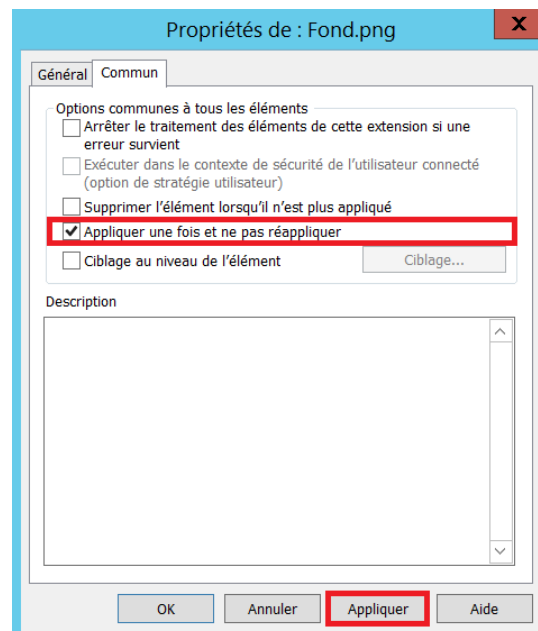 Propriétés de : Fond.png
X
Général Commun
Options communes à tous les éléments
Arrêter le traitement des éléments de cette extension si une
erreur survient
Exécuter dans le contexte de sécurité de l'utilisateur connecté
(option de stratégie utilisateur)
Supprimer l'élément lorsqu'il n'est plus appliqué
Appliquer une fois et ne pas réappliquer
Ciblage au niveau de l'élément Ciblage...
Description
OK Annuler Appliquer Aide